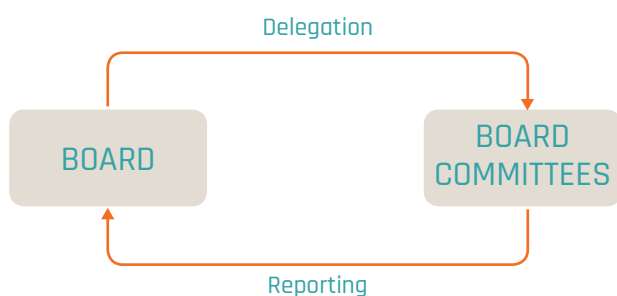 Delegation
BOARD
BOARD
COMMITTEES
Reporting